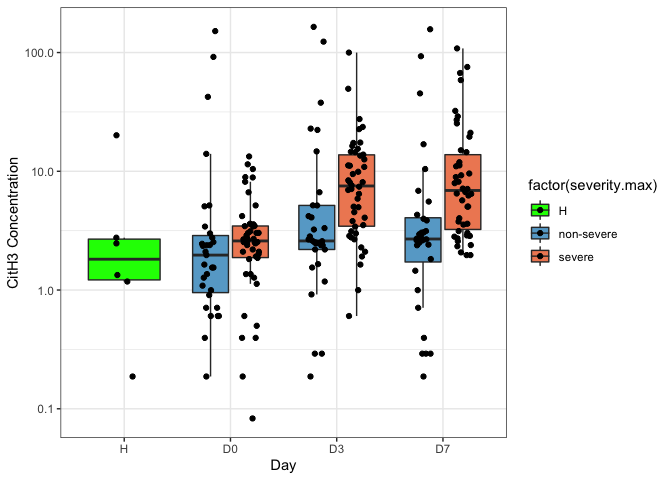 100.0
10.0
1.0
0.1
CitH3 Concentration
H
D0
D3
D7
Day
factor(severity.max)
H
non-severe
severe